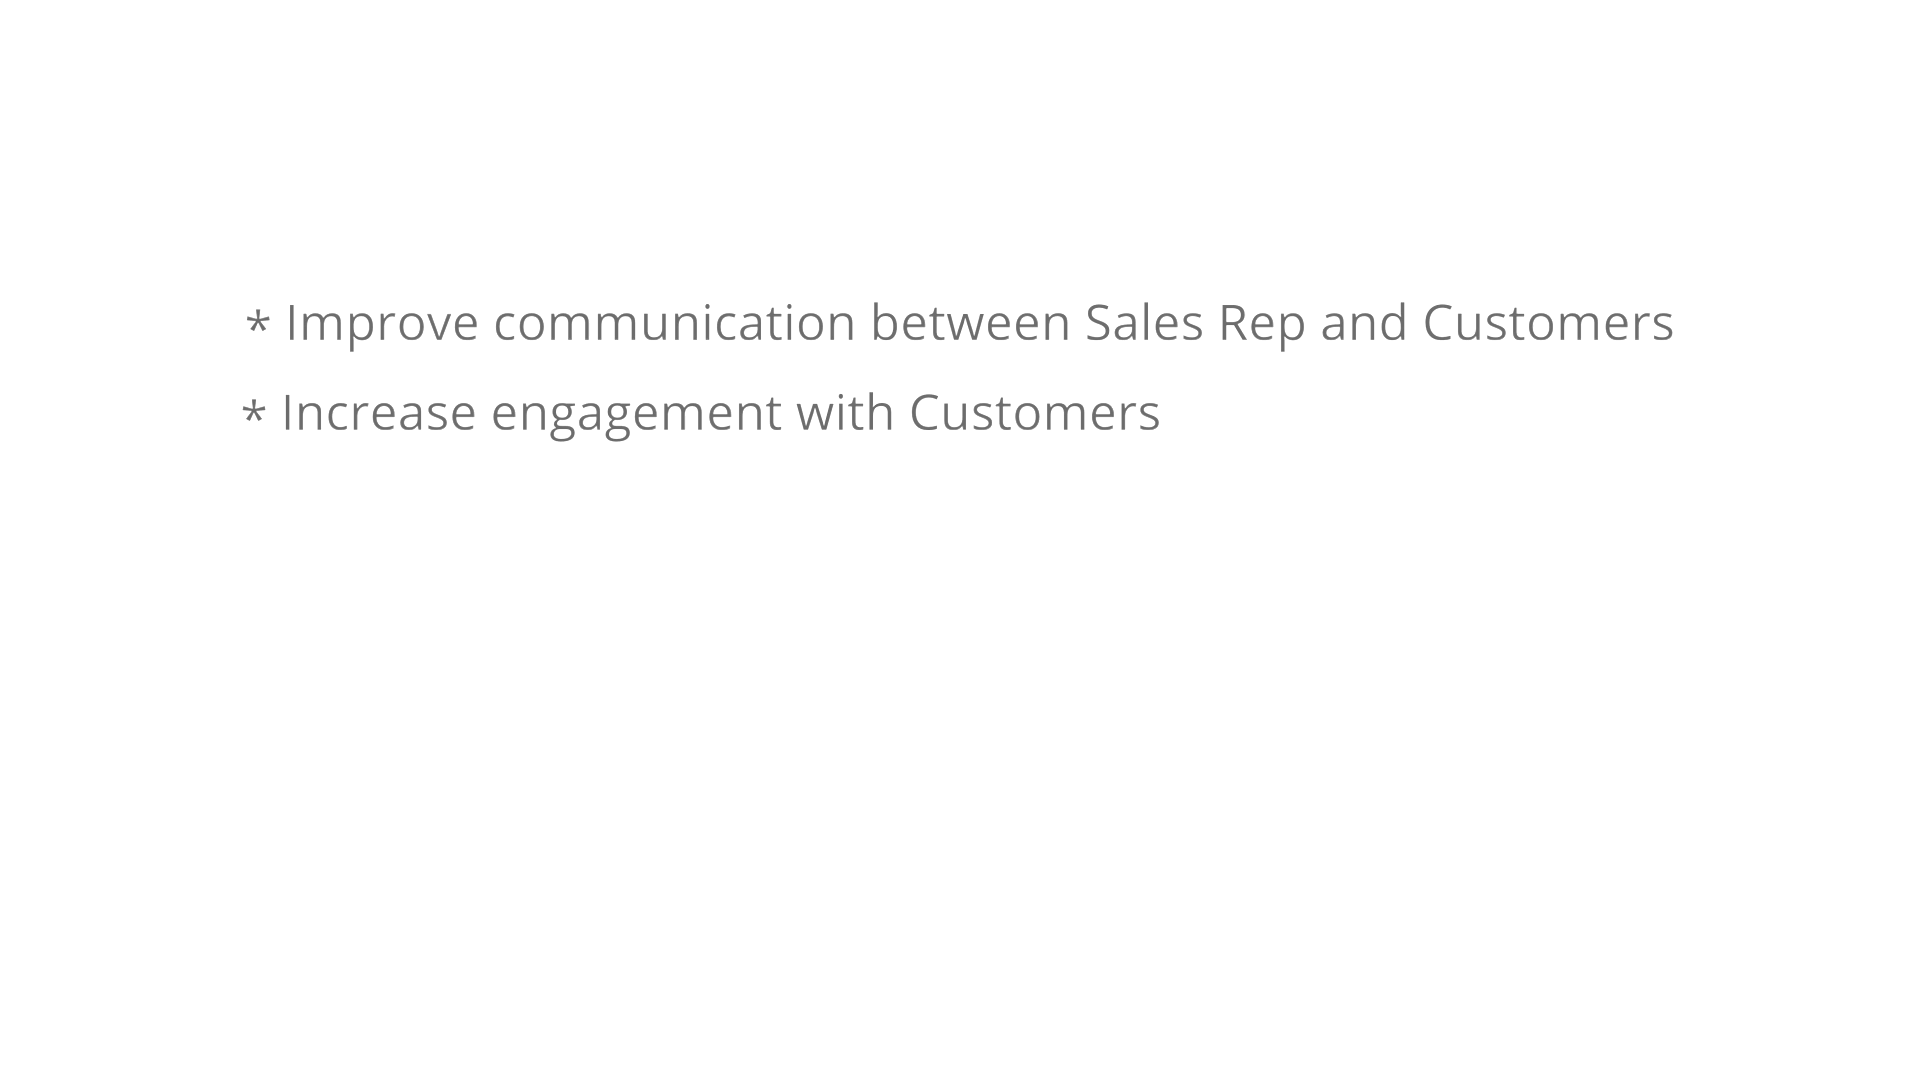 * Improve communication between Sales Rep and Customers
* Increase engagement with Customers